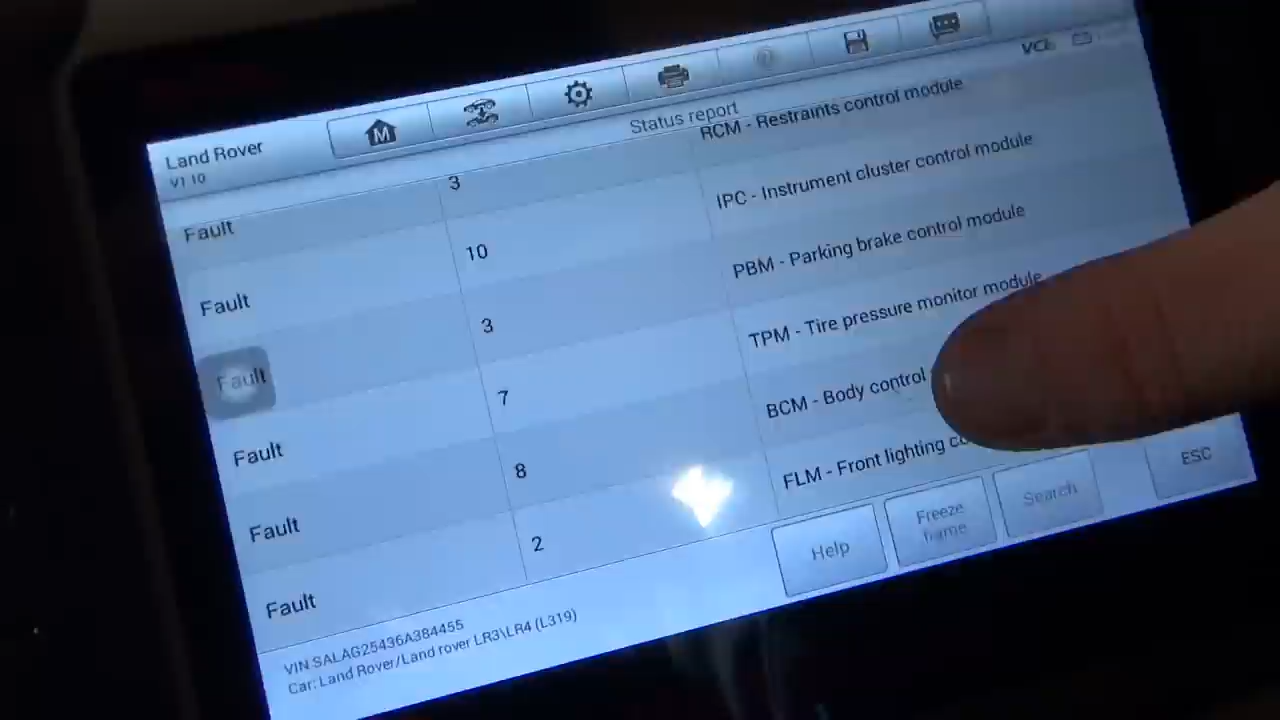 Land Rover
V1 10
M
VCI
Status report
Fault 3 RCM - Restraints control module
Fault 10 IPC - Instrument cluster control module
Fault 3 PBM - Parking brake control module
Fault 7 TPM - Tire pressure monitor module
Fault 8 BCM - Body control
Fault 2 FLM - Front lighting co
Help
Freeze frame
Search
ESC
VIN SALAG25436A384455
Car: Land Rover/Land rover LR3\LR4 (L319)